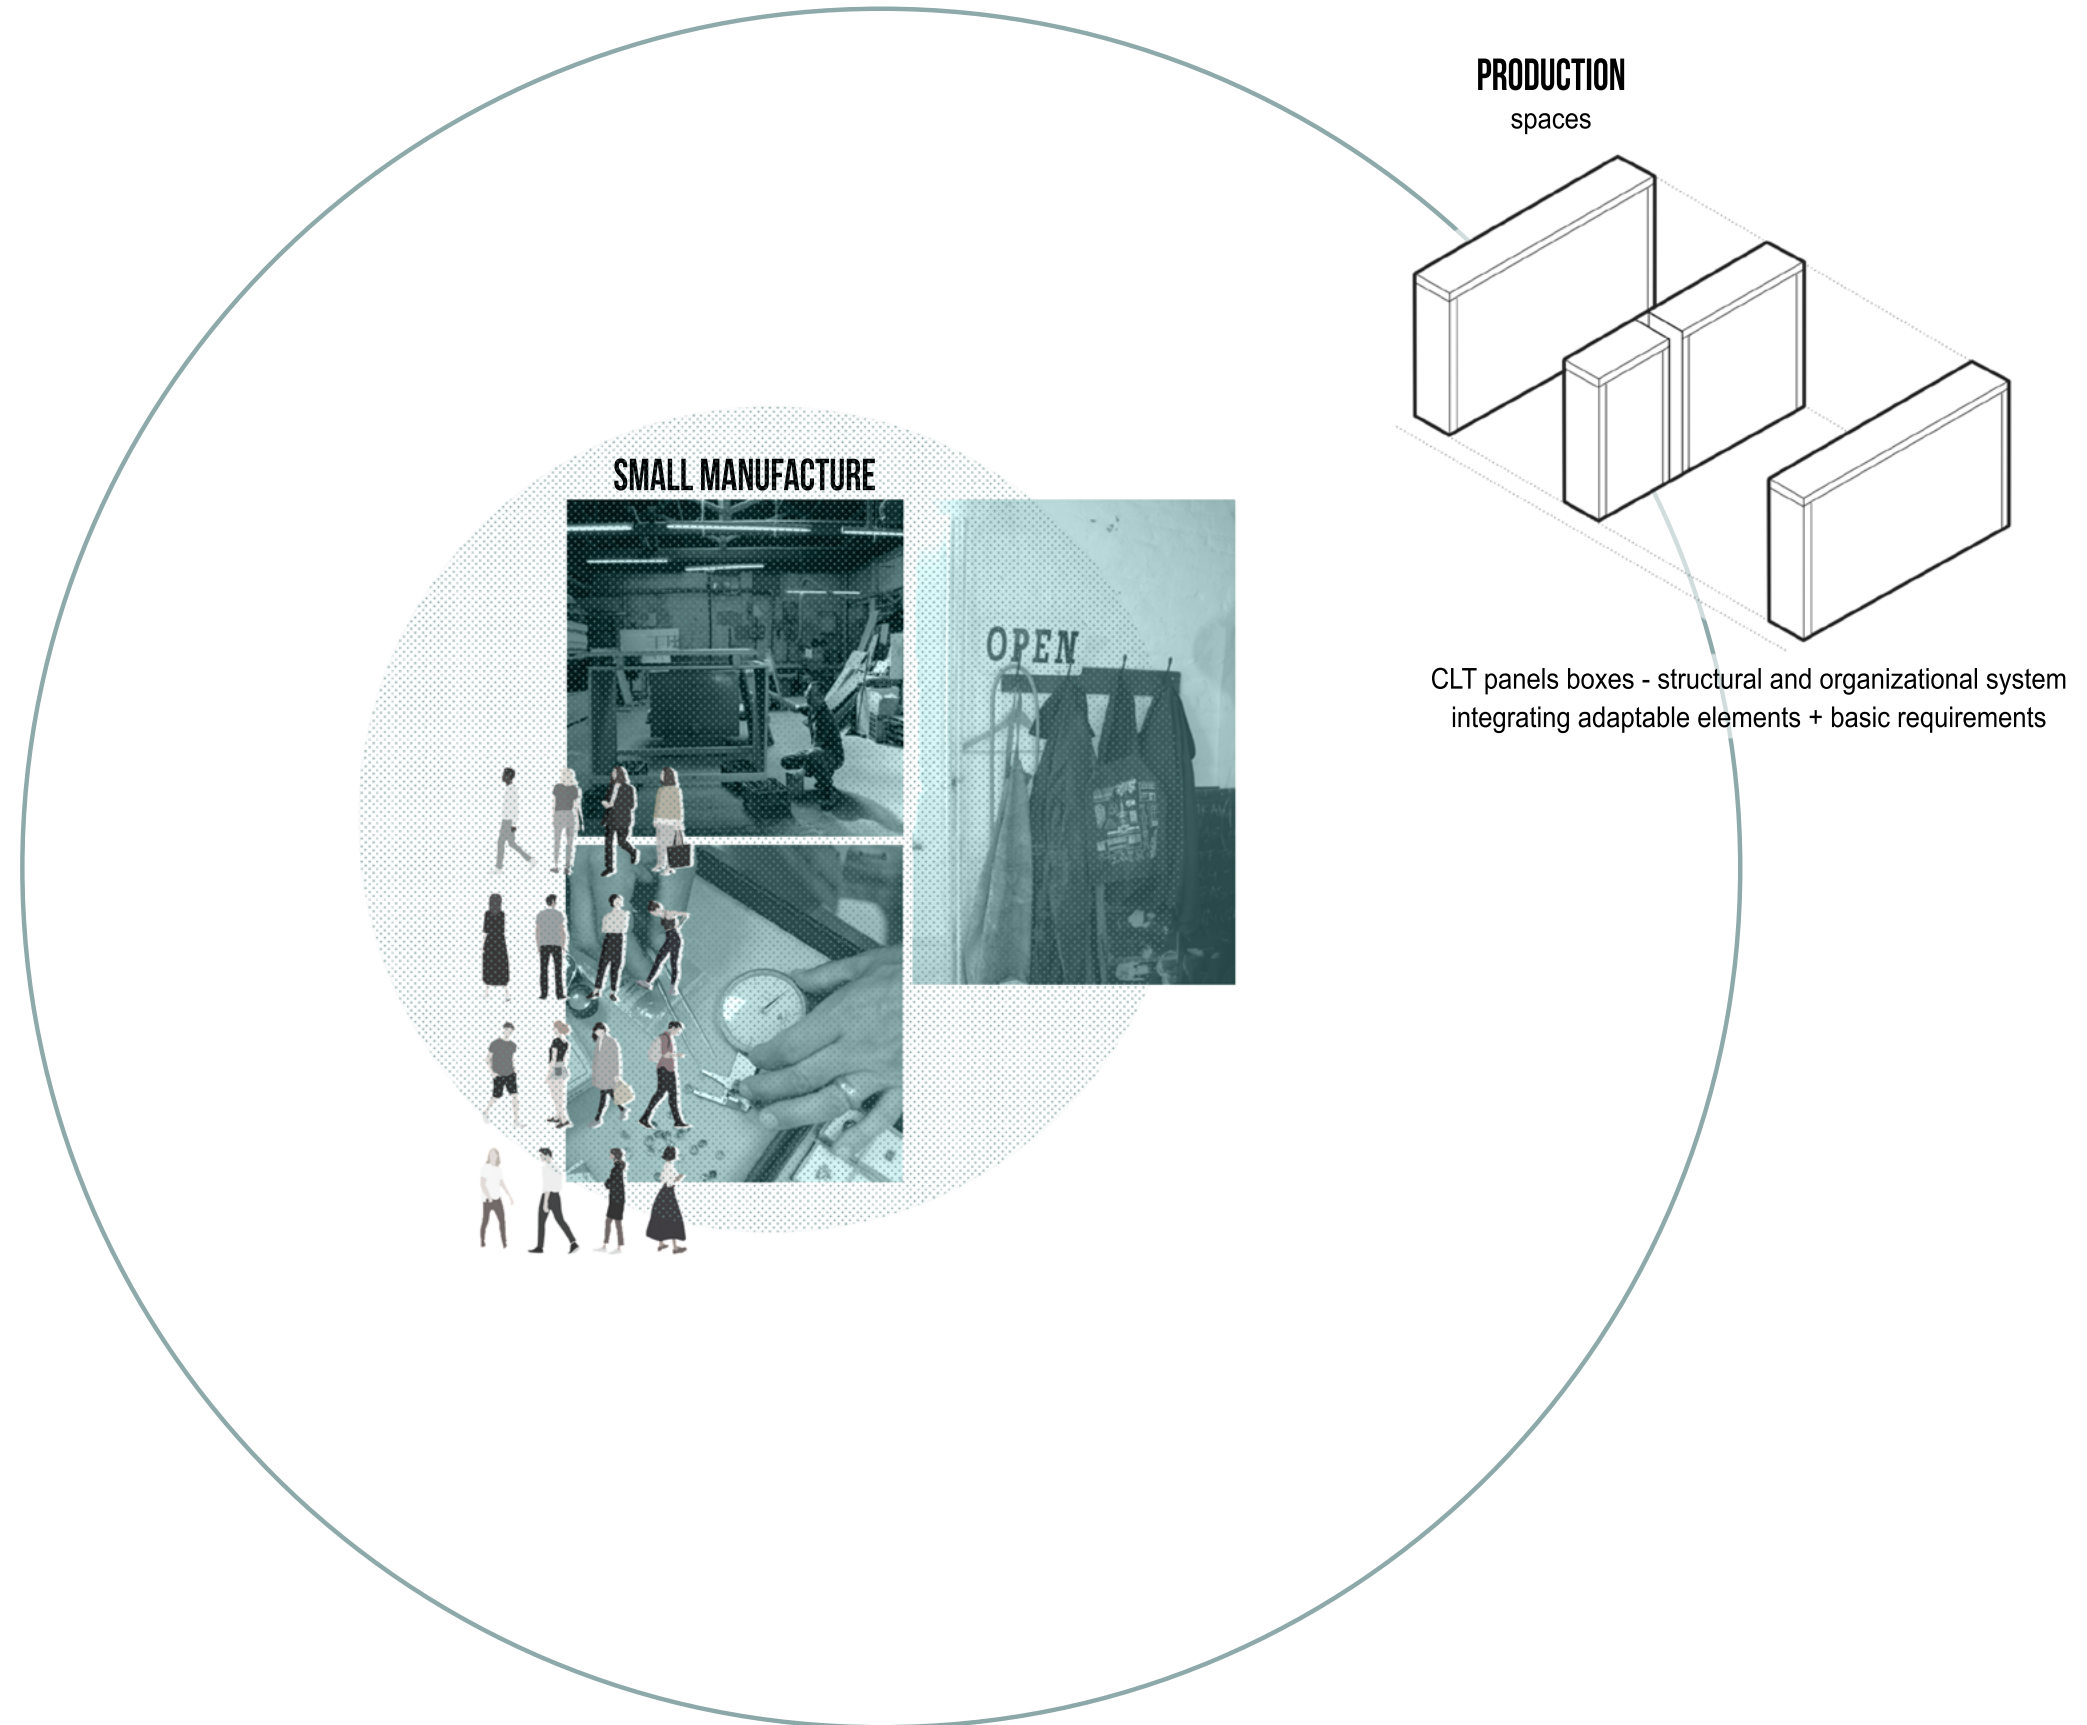 PRODUCTION
spaces
SMALL MANUFACTURE
OPEN
CLT panels boxes - structural and organizational system
integrating adaptable elements + basic requirements